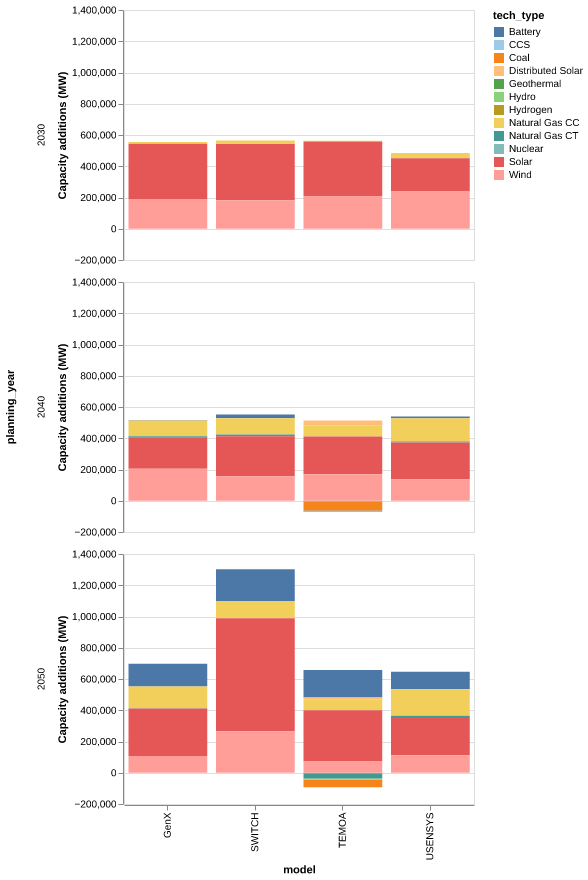 tech_type
Battery
CCS
Coal
Distributed Solar
Geothermal
Hydro
Hydrogen
Natural Gas CC
Natural Gas CT
Nuclear
Solar
Wind
planning_year
2030
Capacity additions (MW)
1,400,000
1,200,000
1,000,000
800,000
600,000
400,000
200,000
0
−200,000
2040
Capacity additions (MW)
1,400,000
1,200,000
1,000,000
800,000
600,000
400,000
200,000
0
−200,000
2050
Capacity additions (MW)
1,400,000
1,200,000
1,000,000
800,000
600,000
400,000
200,000
0
−200,000
GenX
SWITCH
TEMOA
USENSYS
model